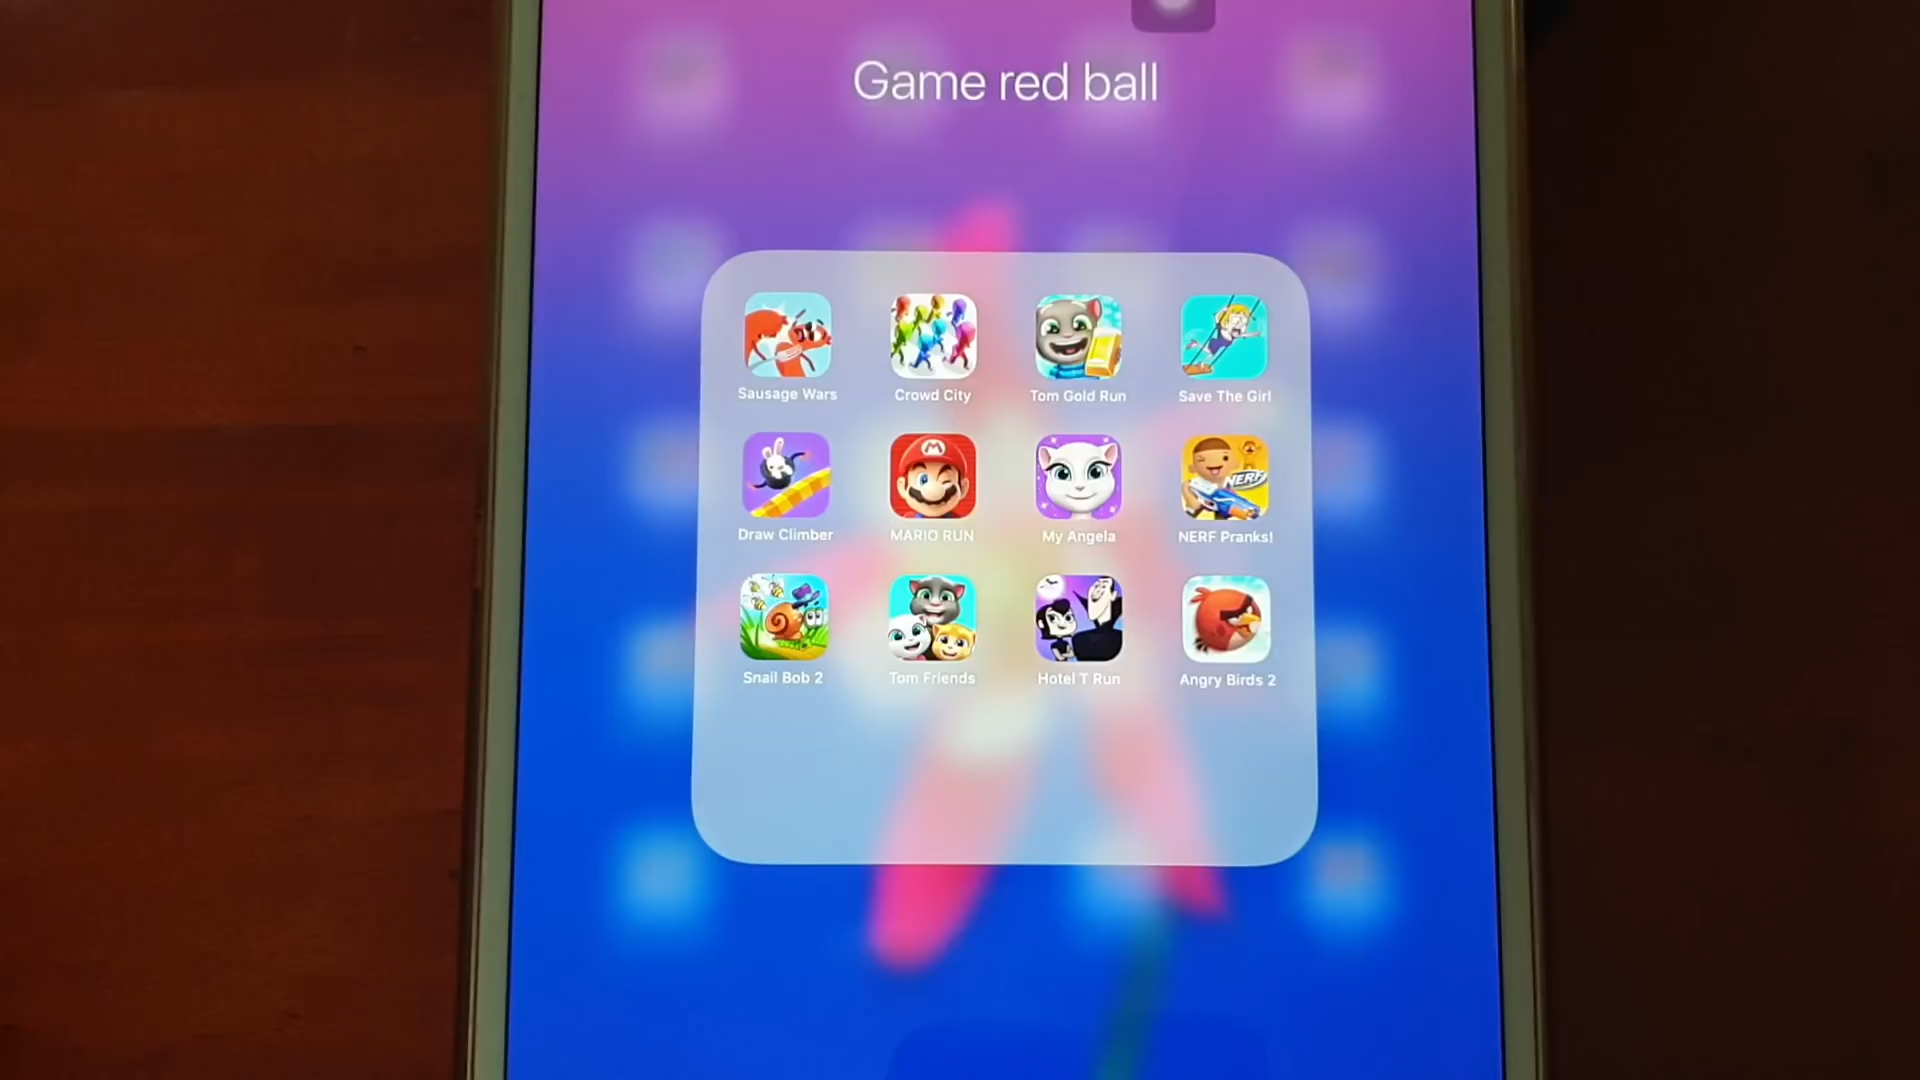 Game red ball
Sausage Wars
Crowd City
Tom Gold Run
Save The Girl
Draw Climber
M
MARIO RUN
My Angela
NERF
NERF Pranks!
Snail Bob 2
Tom Friends
Hotel T Run
Angry Birds 2